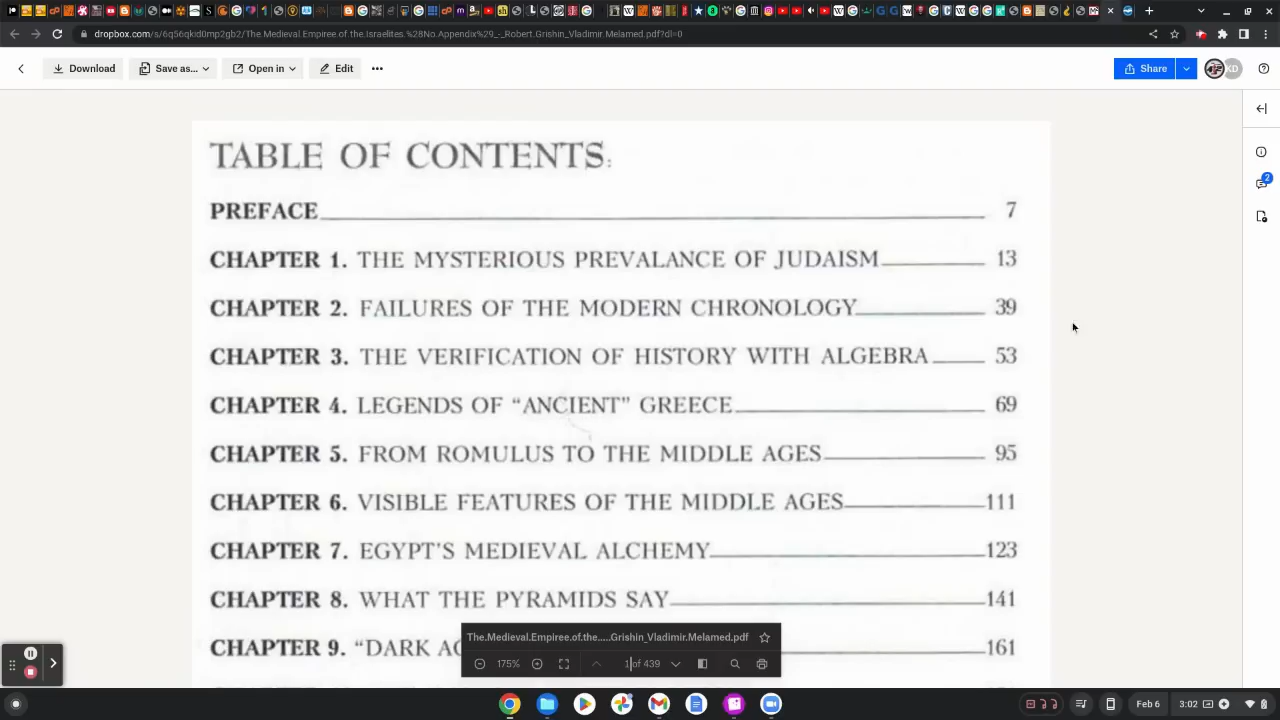 dropbox.com/s/6q56qkid0mp2gb2/The.Medieval.Empiree.of.the.Israelites.%28No.Appendix%29_-_Robert.Grishin_Vladimir.Melamed.pdf?dl=0
Download Save as... Open in Edit Share KD
2
TABLE OF CONTENTS:
PREFACE 7
CHAPTER 1. THE MYSTERIOUS PREVALANCE OF JUDAISM 13
CHAPTER 2. FAILURES OF THE MODERN CHRONOLOGY 39
CHAPTER 3. THE VERIFICATION OF HISTORY WITH ALGEBRA 53
CHAPTER 4. LEGENDS OF “ANCIENT” GREECE 69
CHAPTER 5. FROM ROMULUS TO THE MIDDLE AGES 95
CHAPTER 6. VISIBLE FEATURES OF THE MIDDLE AGES 111
CHAPTER 7. EGYPT'S MEDIEVAL ALCHEMY 123
CHAPTER 8. WHAT THE PYRAMIDS SAY 141
CHAPTER 9. “DARK AG 161
The.Medieval.Empiree.of.the.....Grishin_Vladimir.Melamed.pdf
175% 1 of 439
Feb 6 3:02